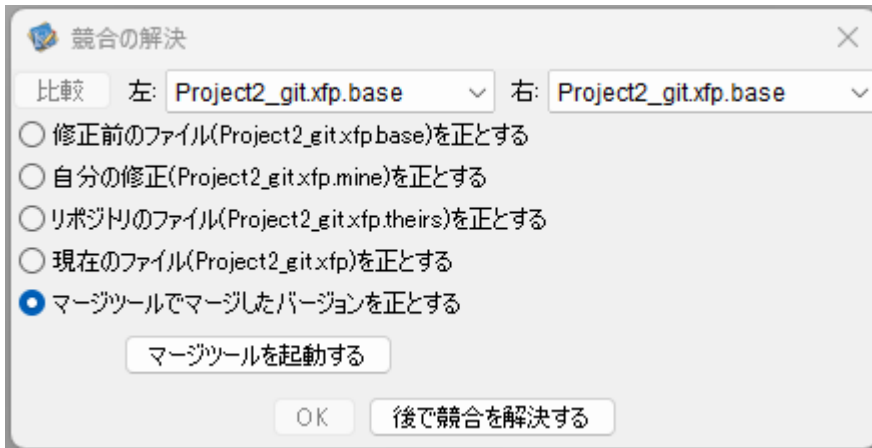 競合の解決
比較 左: Project2_git.xfp.base 右: Project2_git.xfp.base
修正前のファイル(Project2_git.xfp.base)を正とする
自分の修正(Project2_git.xfp.mine)を正とする
リポジトリのファイル(Project2_git.xfp.theirs)を正とする
現在のファイル(Project2_git.xfp)を正とする
マージツールでマージしたバージョンを正とする
マージツールを起動する
OK 後で競合を解決する